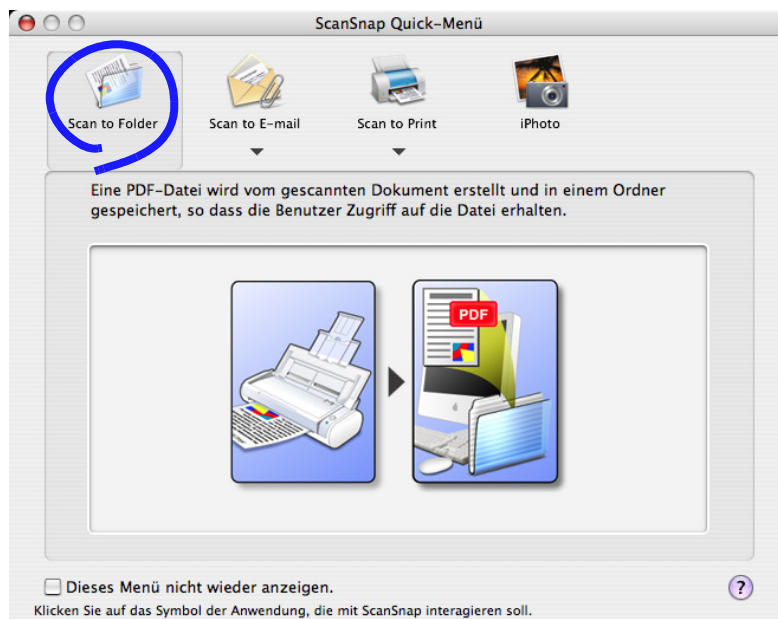 ScanSnap Quick-Menü
Scan to Folder
Scan to E-mail
Scan to Print
iPhoto
Eine PDF-Datei wird vom gescannten Dokument erstellt und in einem Ordner
gespeichert, so dass die Benutzer Zugriff auf die Datei erhalten.
PDF
Dieses Menü nicht wieder anzeigen.
?
Klicken Sie auf das Symbol der Anwendung, die mit ScanSnap interagieren soll.